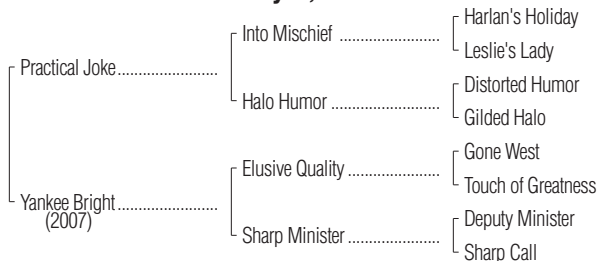 Harlan's Holiday
Into Mischief ........................
Leslie's Lady
Practical Joke........................
Distorted Humor
Halo Humor ..........................
Gilded Halo
Gone West
Elusive Quality ......................
Touch of Greatness
Yankee Bright........................
(2007)
Deputy Minister
Sharp Minister ......................
Sharp Call